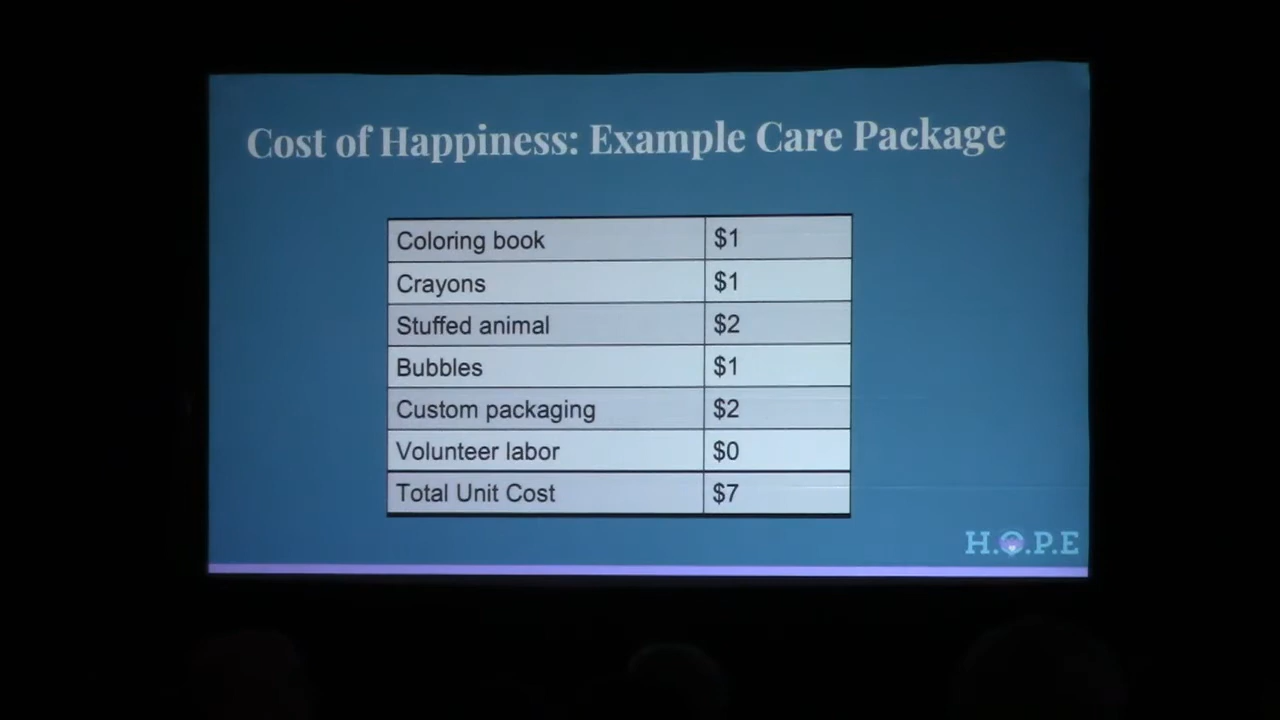 Cost of Happiness: Example Care Package
Coloring book $1
Crayons $1
Stuffed animal $2
Bubbles $1
Custom packaging $2
Volunteer labor $0
Total Unit Cost $7
H.O.P.E